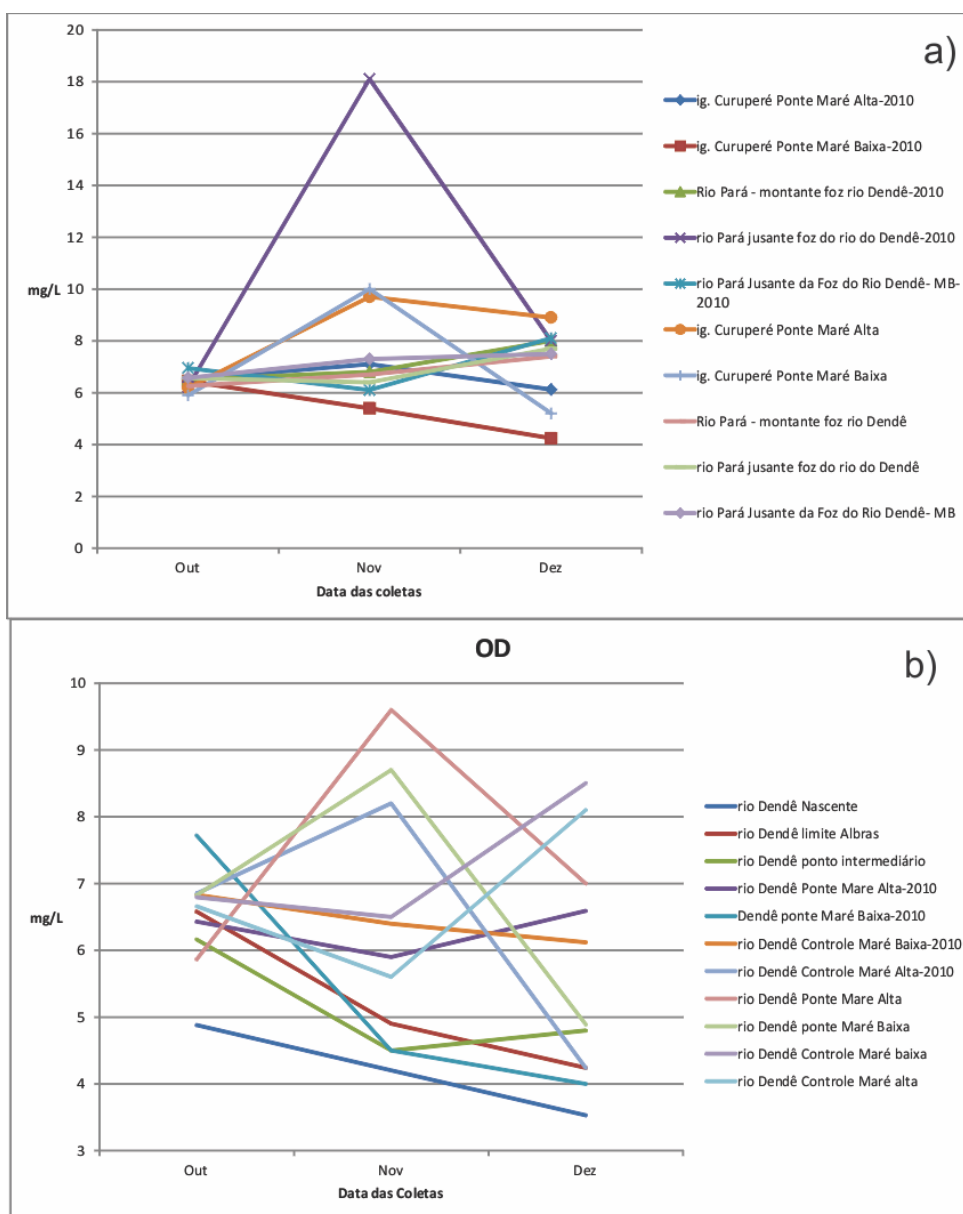 a)
20
18
16
14
12
10
8
6
4
2
0
mg/L
Out Nov Dez
Data das coletas
ig. Curuperé Ponte Maré Alta-2010
ig. Curuperé Ponte Maré Baixa-2010
Rio Pará - montante foz rio Dendê-2010
rio Pará jusante foz do rio do Dendê-2010
rio Pará Jusante da Foz do Rio Dendê- MB-
2010
ig. Curuperé Ponte Maré Alta
ig. Curuperé Ponte Maré Baixa
Rio Pará - montante foz rio Dendê
rio Pará jusante foz do rio do Dendê
rio Pará Jusante da Foz do Rio Dendê- MB
OD
b)
10
9
8
7
6
5
4
3
mg/L
Out Nov Dez
Data das Coletas
rio Dendê Nascente
rio Dendê limite Albras
rio Dendê ponto intermediário
rio Dendê Ponte Mare Alta-2010
Dendê ponte Maré Baixa-2010
rio Dendê Controle Maré Baixa-2010
rio Dendê Controle Maré Alta-2010
rio Dendê Ponte Mare Alta
rio Dendê ponte Maré Baixa
rio Dendê Controle Maré baixa
rio Dendê Controle Maré alta